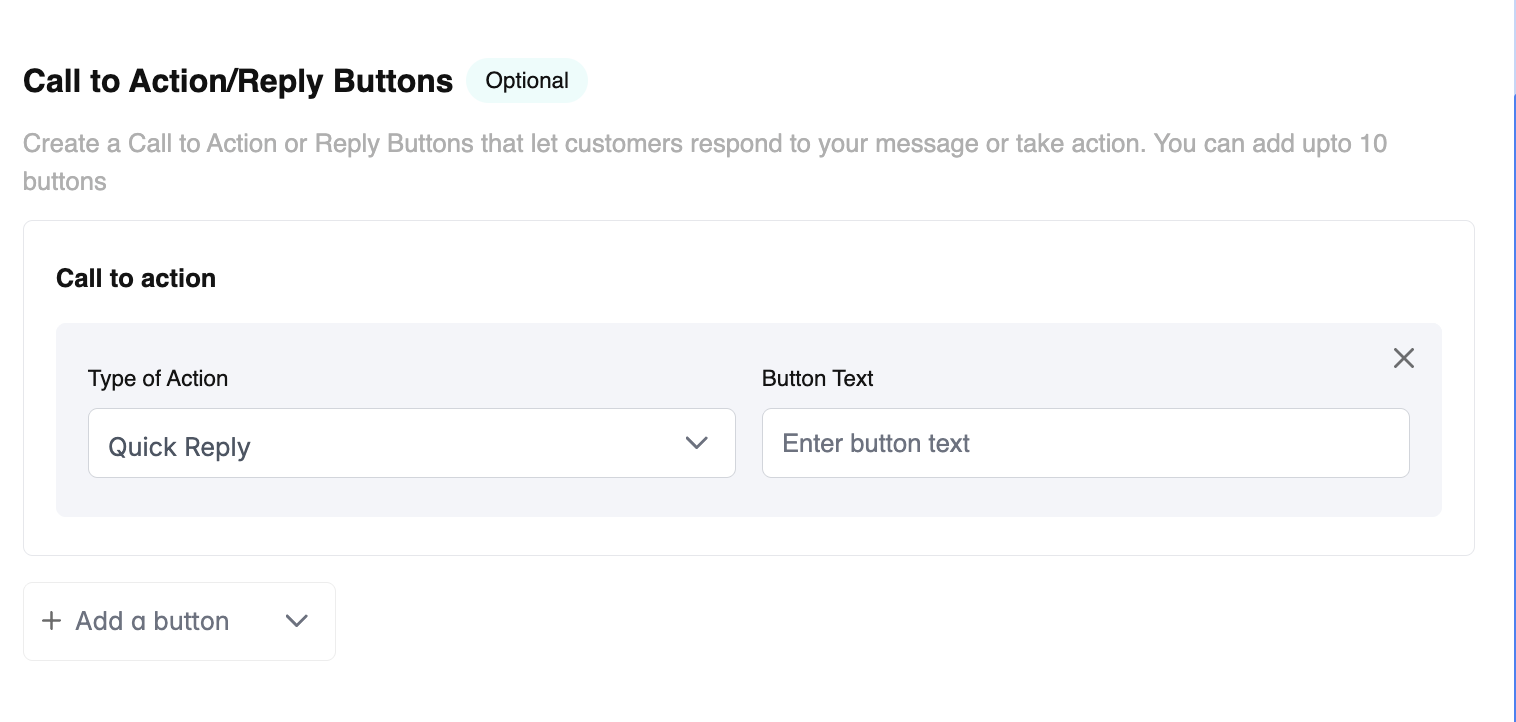 Call to Action/Reply Buttons Optional
Create a Call to Action or Reply Buttons that let customers respond to your message or take action. You can add upto 10
buttons
Call to action
Type of Action Button Text
Quick Reply Enter button text
+ Add a button